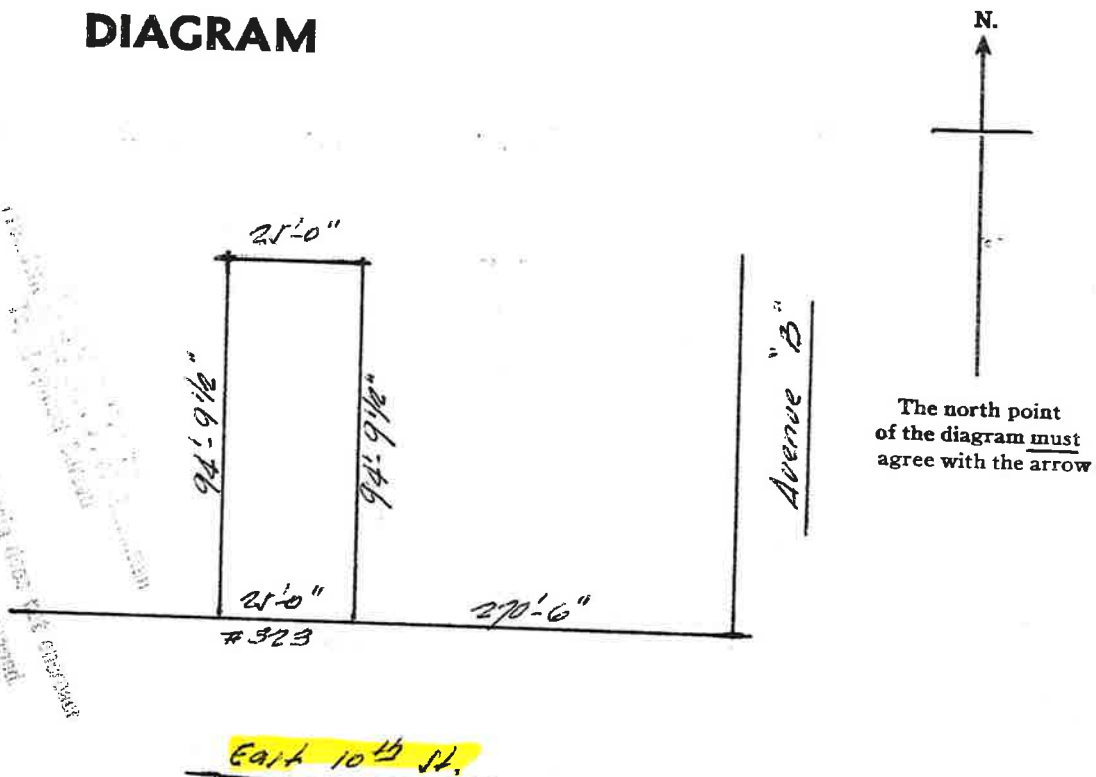 DIAGRAM
N.
25'-0"
94'-9½"
94'-9½"
Avenue "B"
The north point
of the diagram must
agree with the arrow
25'-0"
270'-6"
#323
East 10th St.